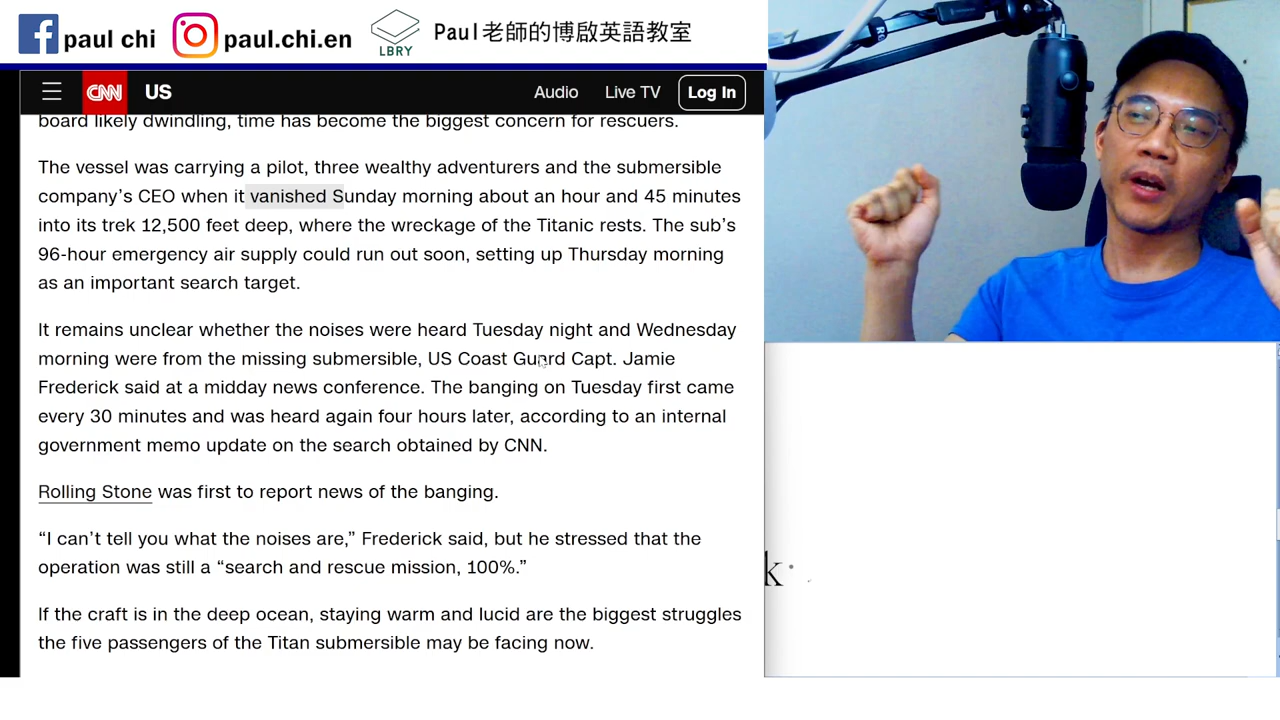 paul chi
paul.chi.en
LBRY
Paul老師的博啟英語教室
CNN
US
Audio
Live TV
Log In
board likely dwindling, time has become the biggest concern for rescuers.
The vessel was carrying a pilot, three wealthy adventurers and the submersible
company’s CEO when it vanished Sunday morning about an hour and 45 minutes
into its trek 12,500 feet deep, where the wreckage of the Titanic rests. The sub’s
96-hour emergency air supply could run out soon, setting up Thursday morning
as an important search target.
It remains unclear whether the noises were heard Tuesday night and Wednesday
morning were from the missing submersible, US Coast Guard Capt. Jamie
Frederick said at a midday news conference. The banging on Tuesday first came
every 30 minutes and was heard again four hours later, according to an internal
government memo update on the search obtained by CNN.
Rolling Stone was first to report news of the banging.
“I can’t tell you what the noises are,” Frederick said, but he stressed that the
operation was still a “search and rescue mission, 100%.”
If the craft is in the deep ocean, staying warm and lucid are the biggest struggles
the five passengers of the Titan submersible may be facing now.
k